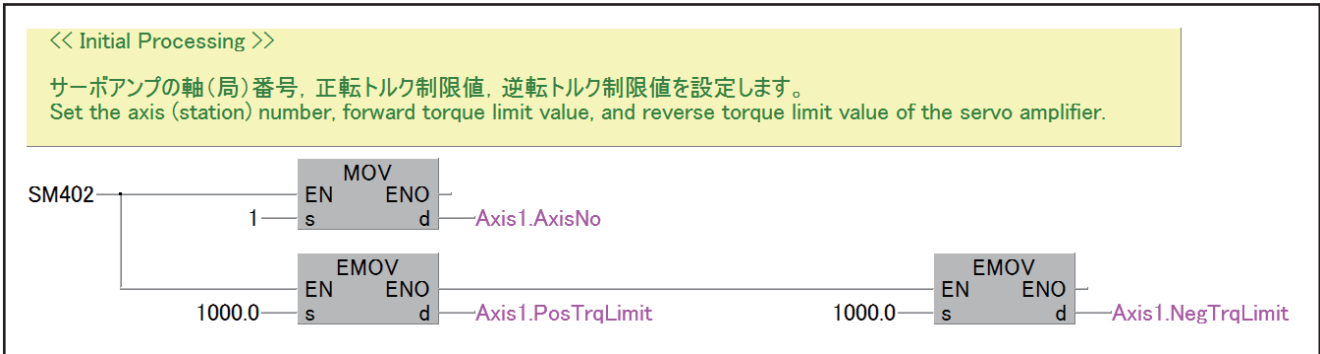 << Initial Processing >>
サーボアンプの軸（局）番号，正転トルク制限値，逆転トルク制限値を設定します。
Set the axis (station) number, forward torque limit value, and reverse torque limit value of the servo amplifier.
MOV
SM402 EN ENO
1 s d Axis1.AxisNo
EMOV EMOV
EN ENO EN ENO
1000.0 s d Axis1.PosTrqLimit 1000.0 s d Axis1.NegTrqLimit